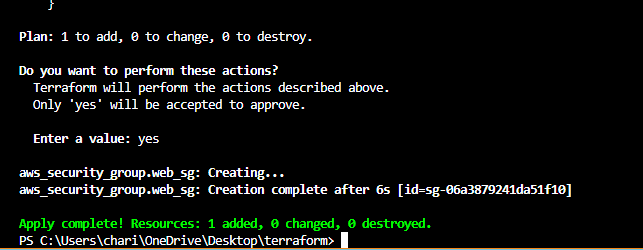 }
Plan: 1 to add, 0 to change, 0 to destroy.
Do you want to perform these actions?
Terraform will perform the actions described above.
Only 'yes' will be accepted to approve.
Enter a value: yes
aws_security_group.web_sg: Creating...
aws_security_group.web_sg: Creation complete after 6s [id=sg-06a3879241da51f10]
Apply complete! Resources: 1 added, 0 changed, 0 destroyed.
PS C:\Users\chari\OneDrive\Desktop\terraform>